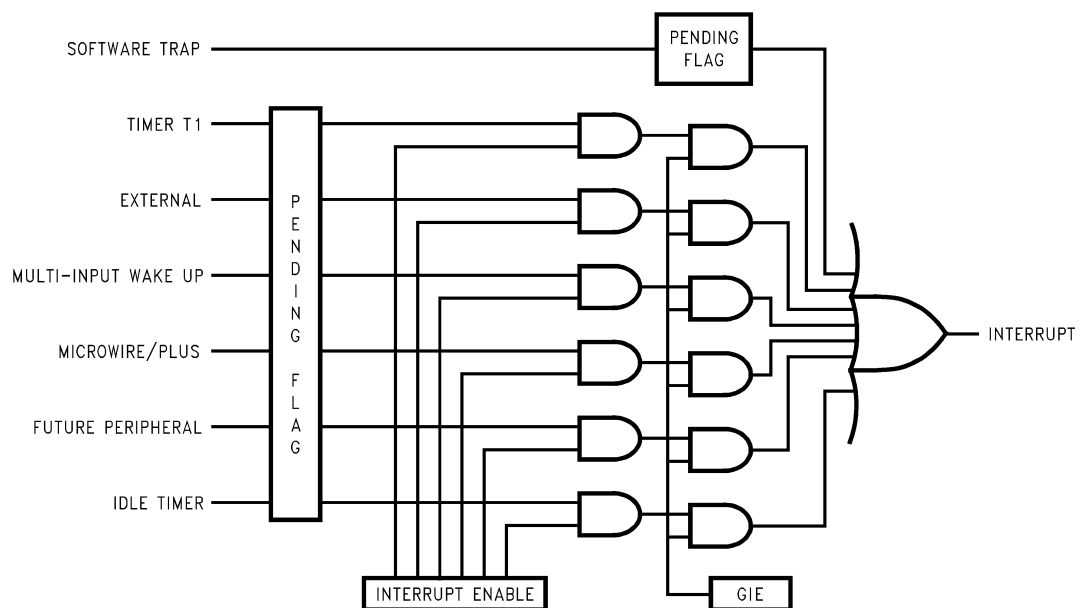 SOFTWARE TRAP
PENDING
FLAG
TIMER T1
EXTERNAL
MULTI-INPUT WAKE UP
MICROWIRE/PLUS
FUTURE PERIPHERAL
IDLE TIMER
PENDING FLAG
INTERRUPT
INTERRUPT ENABLE
GIE